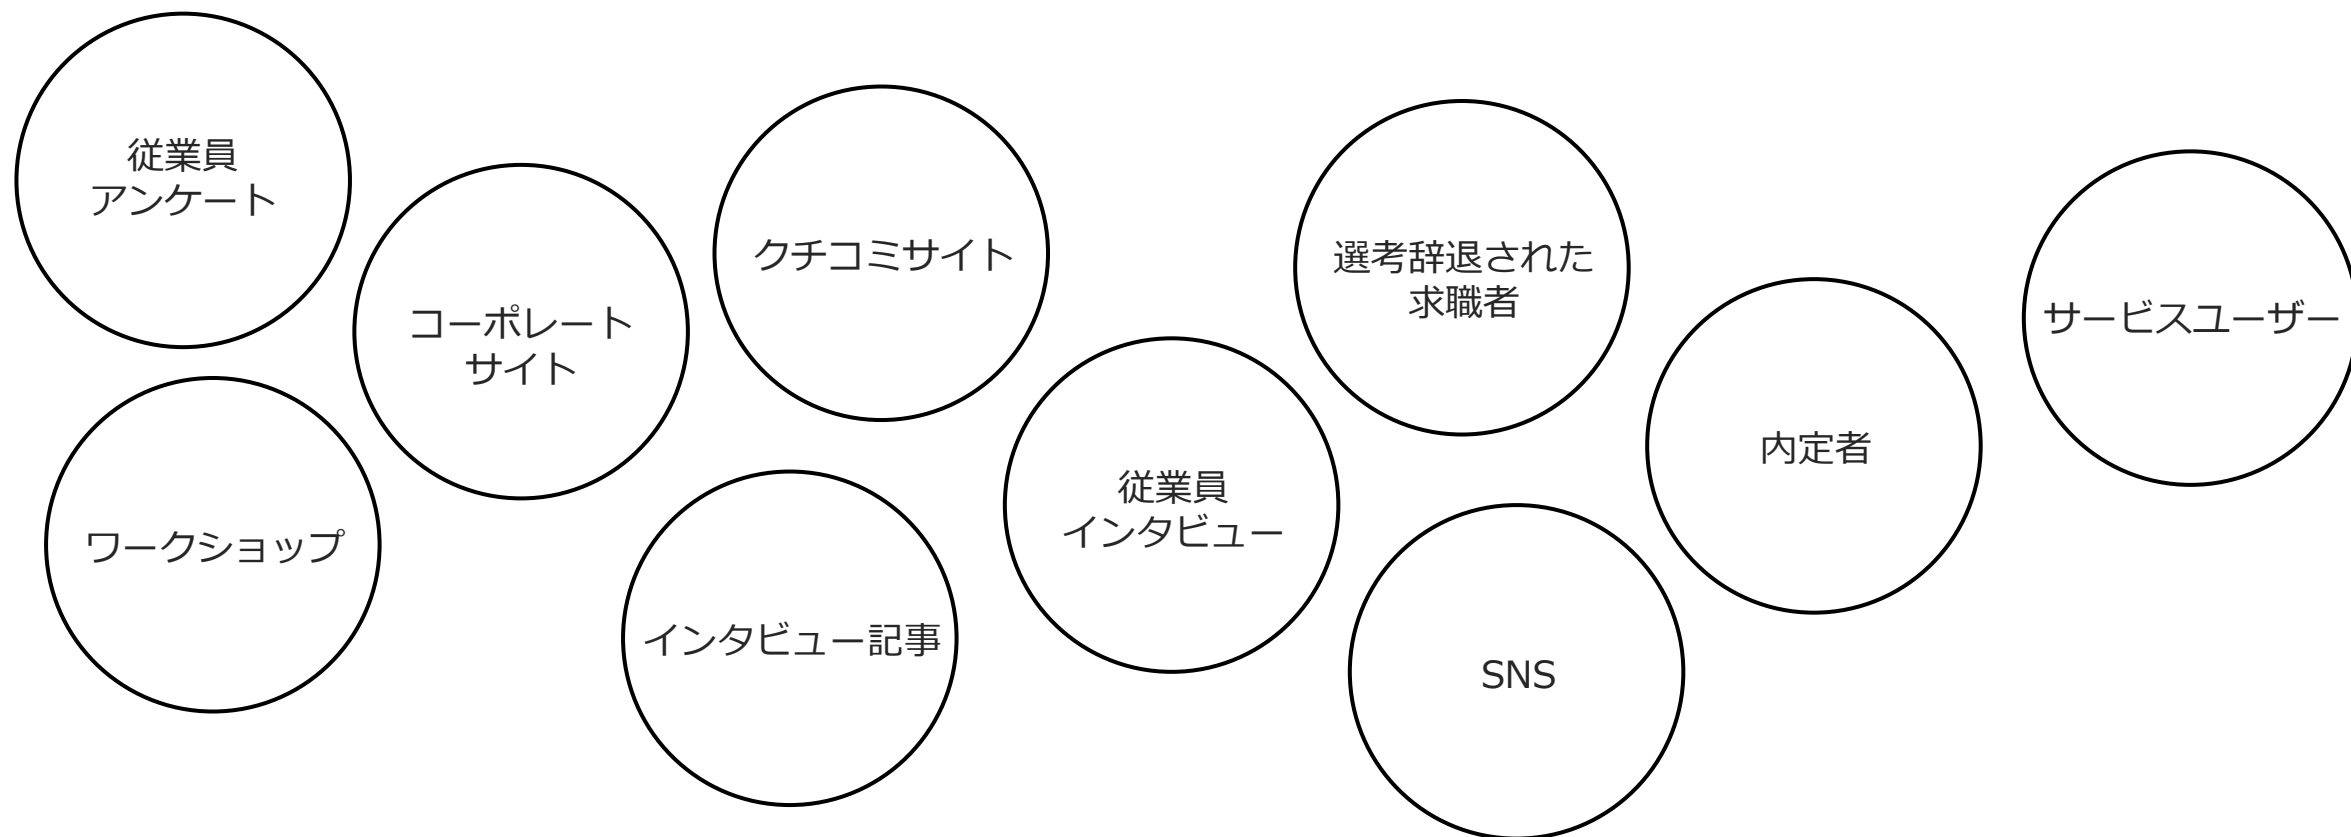 従業員
アンケート
コーポレート
サイト
クチコミサイト
選考辞退された
求職者
サービスユーザー
ワークショップ
インタビュー記事
従業員
インタビュー
内定者
SNS